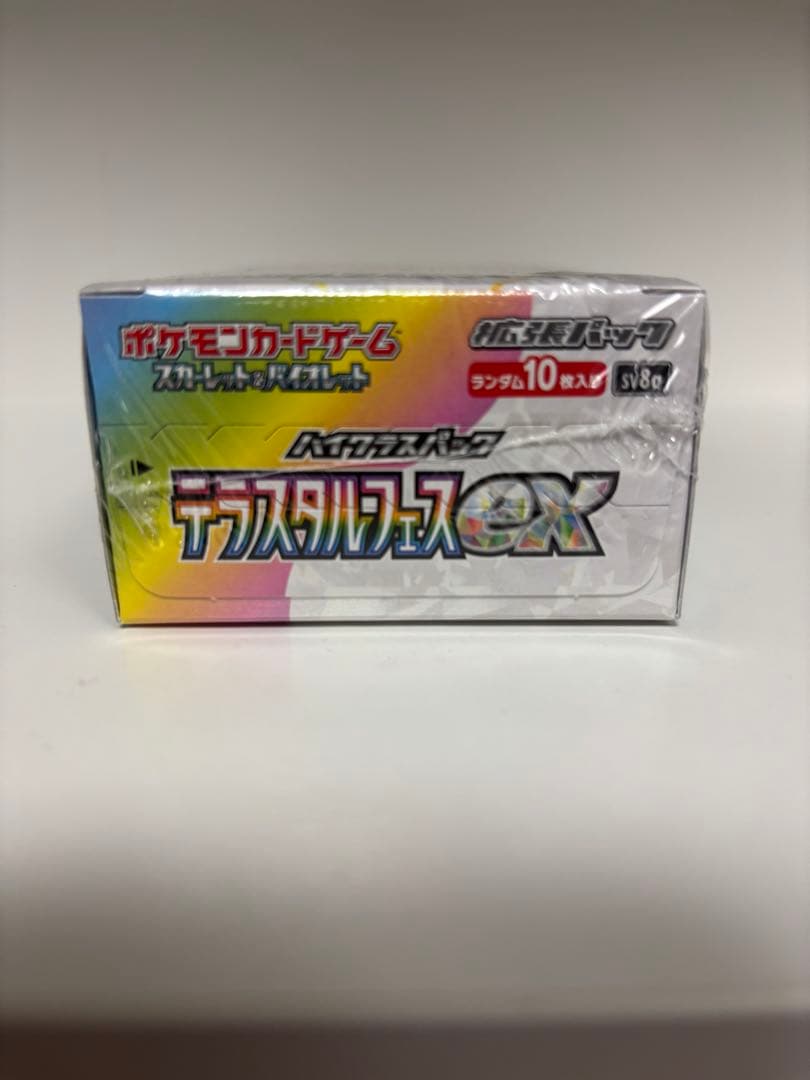 ポケモンカードゲーム
スカーレット&バイオレット
拡張パック
ランダム10枚入り
SV8a
ハイクラスパック
テラスタルフェスex